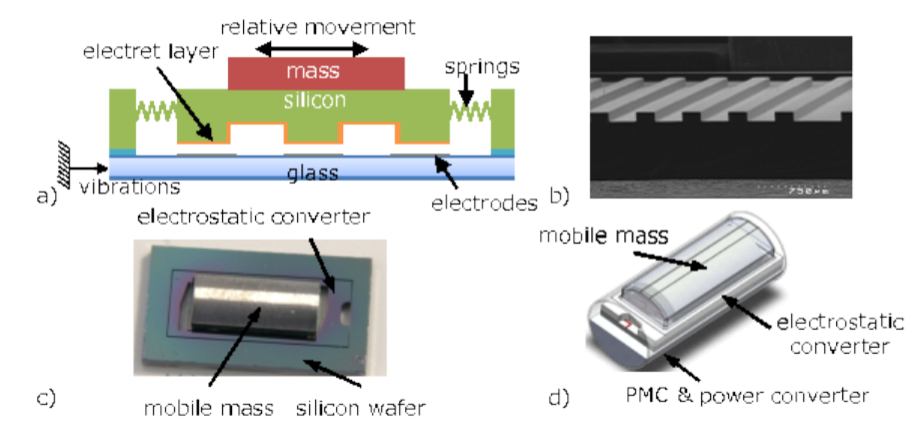 relative movement
electret layer
mass
springs
silicon
vibrations
glass
a)
electrodes
b)
electrostatic converter
mobile mass
electrostatic
converter
c)
mobile mass
silicon wafer
d)
PMC & power converter